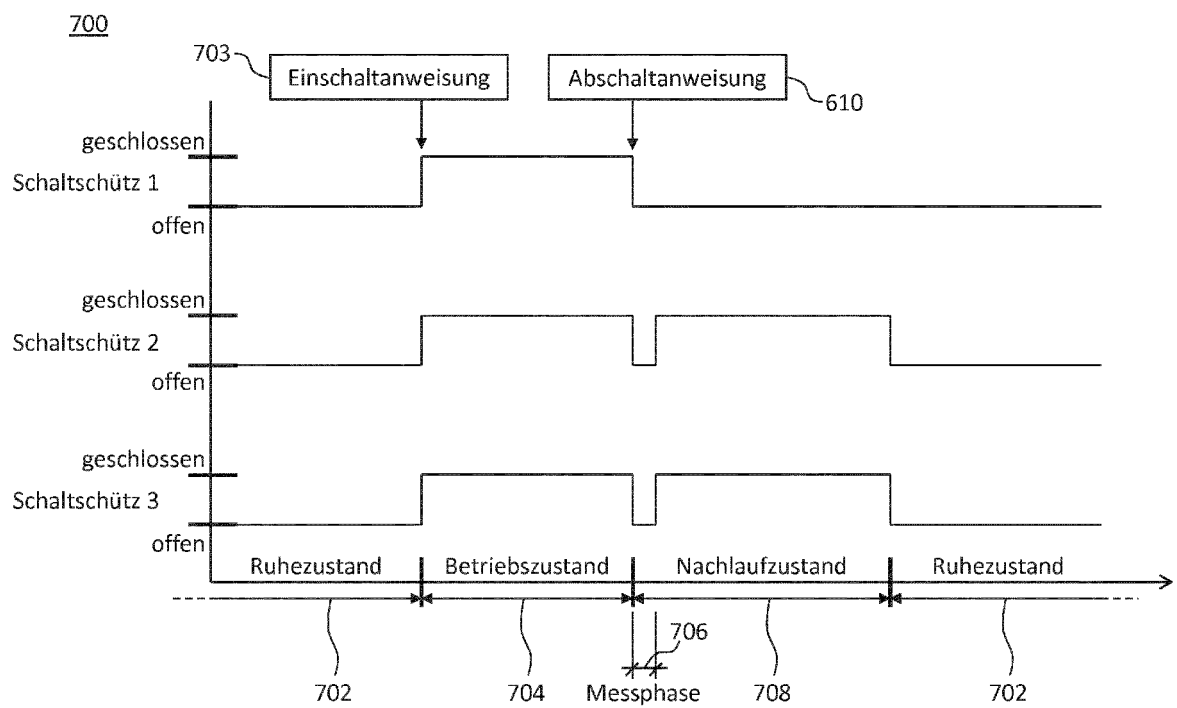 700
703
Einschaltanweisung
Abschaltanweisung
610
geschlossen
Schaltschütz 1
offen
geschlossen
Schaltschütz 2
offen
geschlossen
Schaltschütz 3
offen
Ruhezustand
Betriebszustand
Nachlaufzustand
Ruhezustand
706
702
704
Messphase
708
702